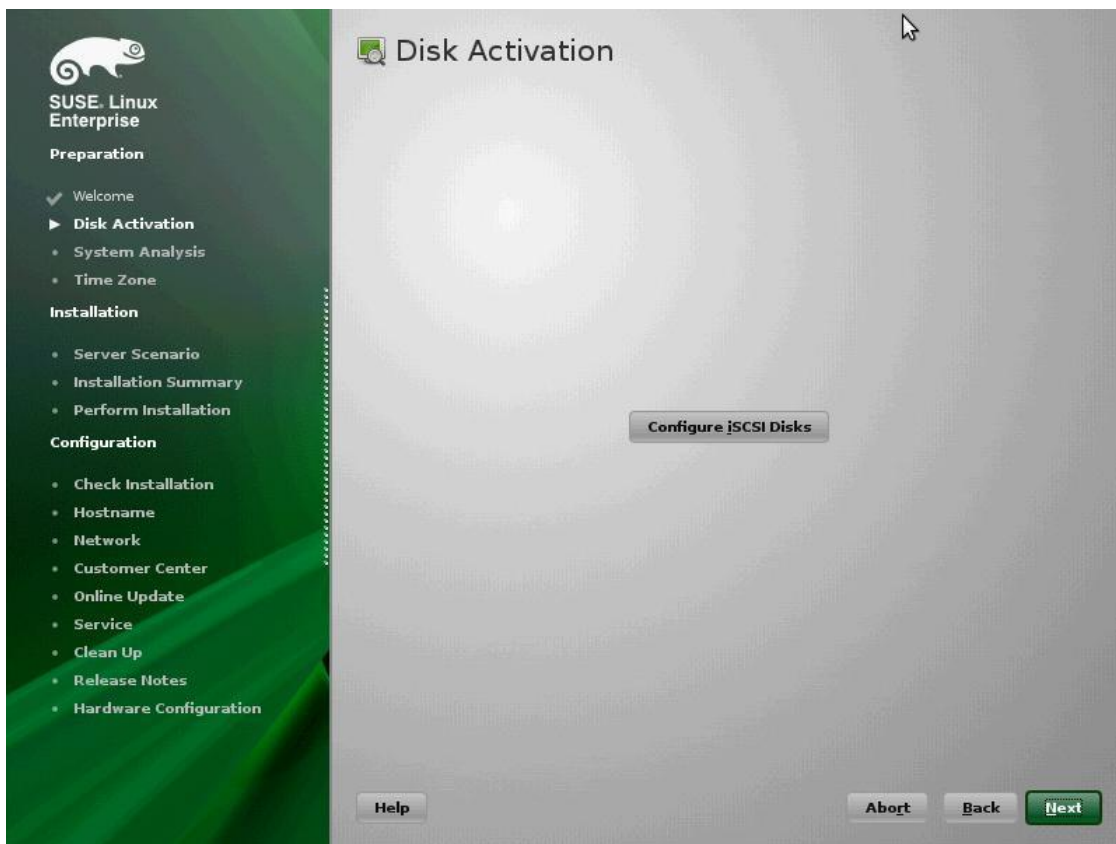 SUSE. Linux
Enterprise
Preparation
Welcome
Disk Activation
System Analysis
Time Zone
Installation
Server Scenario
Installation Summary
Perform Installation
Configuration
Check Installation
Hostname
Network
Customer Center
Online Update
Service
Clean Up
Release Notes
Hardware Configuration
Disk Activation
Configure iSCSI Disks
Help
Abort
Back
Next